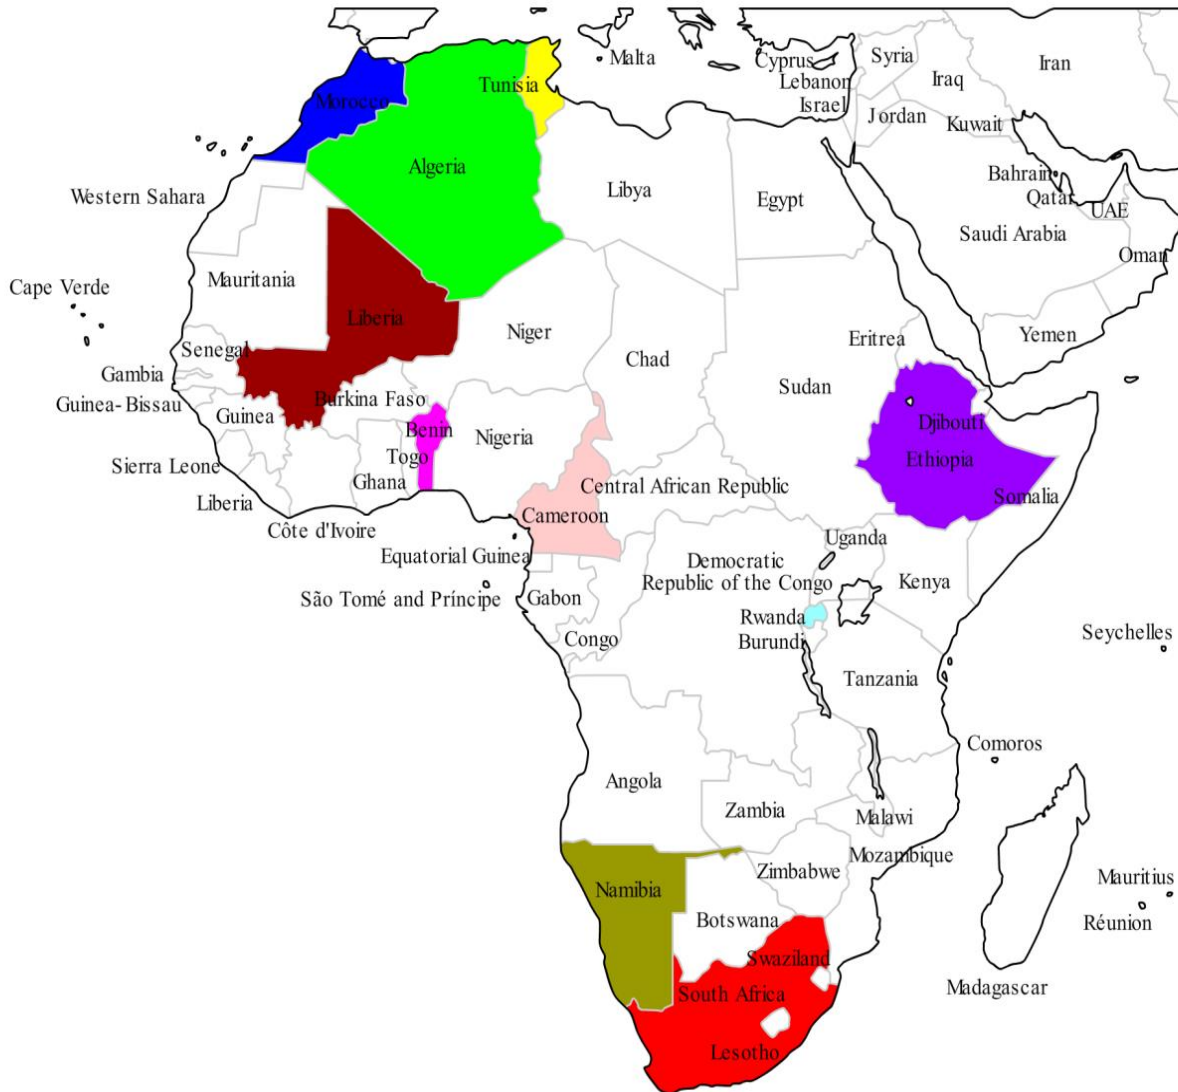 Malta
Cyprus
Syria
Iran
Lebanon
Iraq
Tunisia
Morocco
Israel
Jordan
Kuwait
Algeria
Libya
Egypt
Bahrain
Qatar
Western Sahara
UAE
Saudi Arabia
Oman
Mauritania
Cape Verde
Liberia
Niger
Yemen
Eritrea
Senegal
Chad
Sudan
Gambia
Guinea-Bissau
Burkina Faso
Guinea
Benin
Djibouti
Nigeria
Togo
Ethiopia
Sierra Leone
Ghana
Central African Republic
Somalia
Liberia
Cameroon
Côte d'Ivoire
Uganda
Equatorial Guinea
Democratic
Republic of the Congo
Kenya
São Tomé and Príncipe
Gabon
Rwanda
Seychelles
Congo
Burundi
Tanzania
Comoros
Angola
Zambia
Malawi
Mozambique
Zimbabwe
Mauritius
Namibia
Botswana
Réunion
Swaziland
Madagascar
South Africa
Lesotho